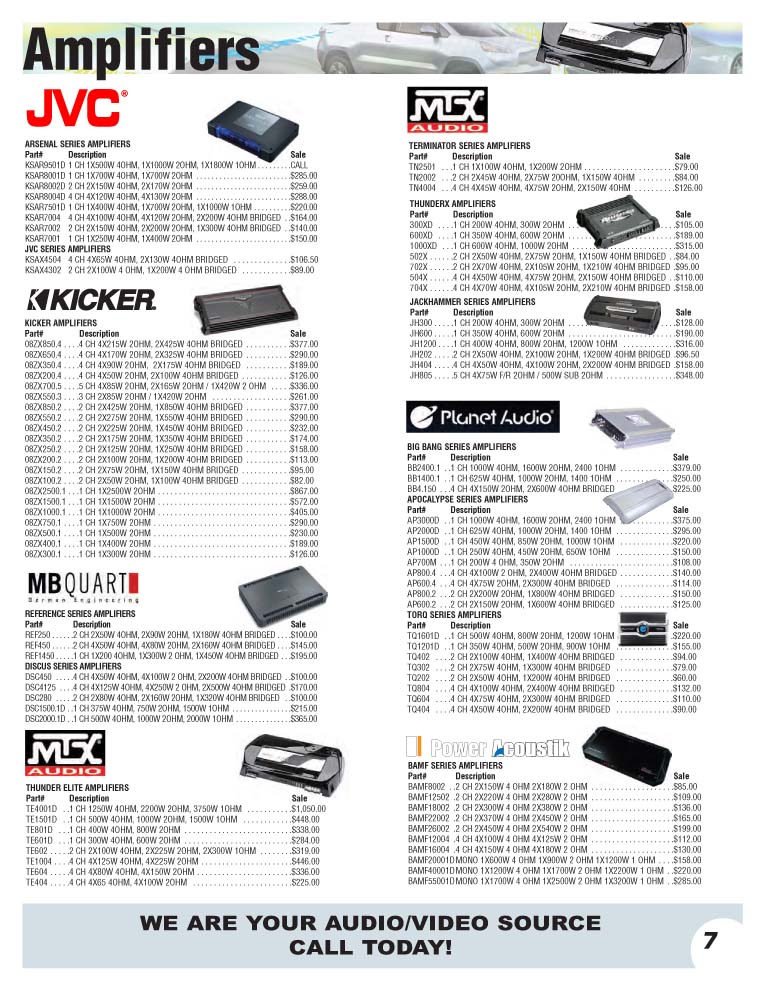 Amplifiers
JVC®
ARSENAL SERIES AMPLIFIERS
Part# Description Sale
KSAR9501D 1 CH 1X500W 4OHM, 1X1000W 2OHM, 1X1800W 1OHM . . . . . . . . .CALL
KSAR8001D 1 CH 1X700W 4OHM, 1X700W 2OHM . . . . . . . . . . . . . . . . . . . . .$285.00
KSAR8002D 2 CH 2X150W 4OHM, 2X170W 2OHM . . . . . . . . . . . . . . . . . . . . .$259.00
KSAR8004D 4 CH 4X120W 4OHM, 4X130W 2OHM . . . . . . . . . . . . . . . . . . . . .$288.00
KSAR7501D 1 CH 1X400W 4OHM, 1X700W 2OHM, 1X1000W 1OHM . . . . . . . . .$220.00
KSAR7004 4 CH 4X100W 4OHM, 4X120W 2OHM, 2X200W 4OHM BRIDGED . .$164.00
KSAR7002 2 CH 2X150W 4OHM, 2X200W 2OHM, 1X300W 4OHM BRIDGED . .$140.00
KSAR7001 1 CH 1X250W 4OHM, 1X400W 2OHM . . . . . . . . . . . . . . . . . . . . .$150.00
JVC SERIES AMPLIFIERS
KSAX4504 4 CH 4X65W 4OHM, 2X130W 4OHM BRIDGED . . . . . . . . . . . . .$106.50
KSAX4302 2 CH 2X100W 4 OHM, 1X200W 4 OHM BRIDGED . . . . . . . . . . .$89.00
KICKER.
KICKER AMPLIFIERS
Part# Description Sale
08ZX850.4 . . . .4 CH 4X215W 2OHM, 2X425W 4OHM BRIDGED . . . . . . . . . .$377.00
08ZX650.4 . . . .4 CH 4X170W 2OHM, 2X325W 4OHM BRIDGED . . . . . . . . . .$290.00
08ZX350.4 . . . .4 CH 4X90W 2OHM, 2X175W 4OHM BRIDGED . . . . . . . . . .$189.00
08ZX200.4 . . . .4 CH 4X50W 2OHM, 2X100W 4OHM BRIDGED . . . . . . . . . .$126.00
08ZX700.5 . . . .5 CH 4X85W 2OHM, 2X165W 2OHM / 1X420W 2 OHM . . . . .$336.00
08ZX550.3 . . . .3 CH 2X85W 2OHM / 1X420W 2OHM . . . . . . . . . . . . . . . . .$261.00
08ZX850.2 . . . .2 CH 2X425W 2OHM, 1X850W 4OHM BRIDGED . . . . . . . . . .$377.00
08ZX550.2 . . . .2 CH 2X275W 2OHM, 1X550W 4OHM BRIDGED . . . . . . . . . .$290.00
08ZX450.2 . . . .2 CH 2X225W 2OHM, 1X450W 4OHM BRIDGED . . . . . . . . . .$232.00
08ZX350.2 . . . .2 CH 2X175W 2OHM, 1X350W 4OHM BRIDGED . . . . . . . . . .$174.00
08ZX250.2 . . . .2 CH 2X125W 2OHM, 1X250W 4OHM BRIDGED . . . . . . . . . .$158.00
08ZX200.2 . . . .2 CH 2X100W 2OHM, 1X200W 4OHM BRIDGED . . . . . . . . . .$113.00
08ZX150.2 . . . .2 CH 2X75W 2OHM, 1X150W 4OHM BRIDGED . . . . . . . . . . .$95.00
08ZX100.2 . . . .2 CH 2X50W 2OHM, 1X100W 4OHM BRIDGED . . . . . . . . . . .$82.00
08ZX2500.1 . . .1 CH 1X2500W 2OHM . . . . . . . . . . . . . . . . . . . . . . . . . . . .$867.00
08ZX1500.1 . . .1 CH 1X1500W 2OHM . . . . . . . . . . . . . . . . . . . . . . . . . . . .$572.00
08ZX1000.1 . . .1 CH 1X1000W 2OHM . . . . . . . . . . . . . . . . . . . . . . . . . . . .$405.00
08ZX750.1 . . . .1 CH 1X750W 2OHM . . . . . . . . . . . . . . . . . . . . . . . . . . . . .$290.00
08ZX500.1 . . . .1 CH 1X500W 2OHM . . . . . . . . . . . . . . . . . . . . . . . . . . . . .$230.00
08ZX400.1 . . . .1 CH 1X400W 2OHM . . . . . . . . . . . . . . . . . . . . . . . . . . . . .$189.00
08ZX300.1 . . . .1 CH 1X300W 2OHM . . . . . . . . . . . . . . . . . . . . . . . . . . . . .$126.00
MBQUART
German Engineering
REFERENCE SERIES AMPLIFIERS
Part# Description Sale
REF250 . . . . . .2 CH 2X50W 4OHM, 2X90W 2OHM, 1X180W 4OHM BRIDGED . . . .$100.00
REF450 . . . . . .2 CH 4X50W 4OHM, 4X80W 2OHM, 2X160W 4OHM BRIDGED . . . .$145.00
REF1450 . . . . .1 CH 1X200 4OHM, 1X300W 2 OHM, 1X450W 4OHM BRIDGED . . .$195.00
DISCUS SERIES AMPLIFIERS
DSC450 . . . . .4 CH 4X50W 4OHM, 4X100W 2 OHM, 2X200W 4OHM BRIDGED . .$100.00
DSC4125 . . . .4 CH 4X125W 4OHM, 4X250W 2 OHM, 2X500W 4OHM BRIDGED .$170.00
DSC280 . . . . .2 CH 2X80W 4OHM, 2X160W 2OHM, 1X320W 4OHM BRIDGED . .$100.00
DSC1500.1D . .1 CH 375W 4OHM, 750W 2OHM, 1500W 1OHM . . . . . . . . . . . . . .$215.00
DSC2000.1D . .1 CH 500W 4OHM, 1000W 2OHM, 2000W 1OHM . . . . . . . . . . . . .$365.00
MTX
AUDIO
THUNDER ELITE AMPLIFIERS
Part# Description Sale
TE4001D . .1 CH 1250W 4OHM, 2200W 2OHM, 3750W 1OHM . . . . . . . . . .$1,050.00
TE1501D . .1 CH 500W 4OHM, 1000W 2OHM, 1500W 1OHM . . . . . . . . . . . .$448.00
TE801D . . .1 CH 400W 4OHM, 800W 2OHM . . . . . . . . . . . . . . . . . . . . . . . .$338.00
TE601D . . .1 CH 300W 4OHM, 600W 2OHM . . . . . . . . . . . . . . . . . . . . . . . .$284.00
TE602 . . . .2 CH 2X100W 4OHM, 2X225W 2OHM, 2X300W 1OHM . . . . . . . .$319.00
TE1004 . . . .4 CH 4X125W 4OHM, 4X225W 2OHM . . . . . . . . . . . . . . . . . . . .$446.00
TE604 . . . . .4 CH 4X80W 4OHM, 4X150W 2OHM . . . . . . . . . . . . . . . . . . . . .$336.00
TE404 . . . . .4 CH 4X65 4OHM, 4X100W 2OHM . . . . . . . . . . . . . . . . . . . . . .$225.00
MTX
AUDIO
TERMINATOR SERIES AMPLIFIERS
Part# Description Sale
TN2501 . . .1 CH 1X100W 4OHM, 1X200W 2OHM . . . . . . . . . . . . . . . . . . . . .$79.00
TN2002 . . .2 CH 2X45W 4OHM, 2X75W 2OOHM, 1X150W 4OHM . . . . . . . .$84.00
TN4004 . . .4 CH 4X45W 4OHM, 4X75W 2OHM, 2X150W 4OHM . . . . . . . . .$126.00
THUNDERX AMPLIFIERS
Part# Description Sale
300XD . . . . .1 CH 200W 4OHM, 300W 2OHM . . . .$105.00
600XD . . . . .1 CH 350W 4OHM, 600W 2OHM . . . .$189.00
1000XD . . .1 CH 600W 4OHM, 1000W 2OHM . . . .$315.00
502X . . . . . .2 CH 2X50W 4OHM, 2X75W 2OHM, 1X150W 4OHM BRIDGED . .$84.00
702X . . . . . .2 CH 2X70W 4OHM, 2X105W 2OHM, 1X210W 4OHM BRIDGED .$95.00
504X . . . . . .4 CH 4X50W 4OHM, 4X75W 2OHM, 2X150W 4OHM BRIDGED . .$110.00
704X . . . . . .4 CH 4X70W 4OHM, 4X105W 2OHM, 2X210W 4OHM BRIDGED .$158.00
JACKHAMMER SERIES AMPLIFIERS
Part# Description Sale
JH300 . . . . .1 CH 200W 4OHM, 300W 2OHM . . . .$128.00
JH600 . . . . .1 CH 350W 4OHM, 600W 2OHM . . . . . . . . . . . . . . . . . . . . . . .$190.00
JH1200 . . . .1 CH 400W 4OHM, 800W 2OHM, 1200W 1OHM . . . . . . . . . . . .$316.00
JH202 . . . . .2 CH 2X50W 4OHM, 2X100W 2OHM, 1X200W 4OHM BRIDGED .$96.50
JH404 . . . . .4 CH 4X50W 4OHM, 4X100W 2OHM, 2X200W 4OHM BRIDGED .$158.00
JH805 . . . . .5 CH 4X75W F/R 2OHM / 500W SUB 2OHM . . . . . . . . . . . . . . .$348.00
Planet Audio®
BIG BANG SERIES AMPLIFIERS
Part# Description Sale
BB2400.1 . .1 CH 1000W 4OHM, 1600W 2OHM, 2400 1OHM . . . . . . . . . . . . .$379.00
BB1400.1 . .1 CH 625W 4OHM, 1000W 2OHM, 1400 1OHM . . . . . . . . . . . . . .$250.00
BB4.150 . . .4 CH 4X150W 4OHM, 2X600W 4OHM BRIDGED . . . .$225.00
APOCALYPSE SERIES AMPLIFIERS
AP3000D . .1 CH 1000W 4OHM, 1600W 2OHM, 2400 1OHM . . . .$375.00
AP2000D . .1 CH 625W 4OHM, 1000W 2OHM, 1400 1OHM . . . . . . . . . . . . .$295.00
AP1500D . .1 CH 450W 4OHM, 850W 2OHM, 1000W 1OHM . . . . . . . . . . . . .$220.00
AP1000D . .1 CH 250W 4OHM, 450W 2OHM, 650W 1OHM . . . . . . . . . . . . . .$150.00
AP700M . . .1 CH 200W 4 OHM, 350W 2OHM . . . . . . . . . . . . . . . . . . . . . . .$108.00
AP800.4 . . .4 CH 4X100W 2 OHM, 2X400W 4OHM BRIDGED . . . . . . . . . . . .$140.00
AP600.4 . . .4 CH 4X75W 2OHM, 2X300W 4OHM BRIDGED . . . . . . . . . . . . . .$114.00
AP800.2 . . .2 CH 2X200W 2OHM, 1X800W 4OHM BRIDGED . . . . . . . . . . . . .$150.00
AP600.2 . . .2 CH 2X150W 2OHM, 1X600W 4OHM BRIDGED . . . . . . . . . . . . .$125.00
TORQ SERIES AMPLIFIERS
Part# Description Sale
TQ1601D . .1 CH 500W 4OHM, 800W 2OHM, 1200W 1OHM . . .$220.00
TQ1201D . .1 CH 350W 4OHM, 500W 2OHM, 900W 1OHM . . .$155.00
TQ402 . . . .2 CH 2X100W 4OHM, 1X400W 4OHM BRIDGED . . . . . . . . . . . . . .$94.00
TQ302 . . . .2 CH 2X75W 4OHM, 1X300W 4OHM BRIDGED . . . . . . . . . . . . . .$79.00
TQ202 . . . .2 CH 2X50W 4OHM, 1X200W 4OHM BRIDGED . . . . . . . . . . . . . .$60.00
TQ804 . . . .4 CH 4X100W 4OHM, 2X400W 4OHM BRIDGED . . . . . . . . . . . . .$132.00
TQ604 . . . .4 CH 4X75W 4OHM, 2X300W 4OHM BRIDGED . . . . . . . . . . . . . .$110.00
TQ404 . . . .4 CH 4X50W 4OHM, 2X200W 4OHM BRIDGED . . . . . . . . . . . . . .$90.00
Power Acoustik
BAMF SERIES AMPLIFIERS
Part# Description Sale
BAMF8002 . .2 CH 2X150W 4 OHM 2X180W 2 OHM . . . . . . . . . . . . . . . . . . .$85.00
BAMF12502 .2 CH 2X220W 4 OHM 2X280W 2 OHM . . . . . . . . . . . . . . . . . .$109.00
BAMF18002 .2 CH 2X300W 4 OHM 2X380W 2 OHM . . . . . . . . . . . . . . . . . .$136.00
BAMF22002 .2 CH 2X370W 4 OHM 2X450W 2 OHM . . . . . . . . . . . . . . . . . .$165.00
BAMF26002 .2 CH 2X450W 4 OHM 2X540W 2 OHM . . . . . . . . . . . . . . . . . .$199.00
BAMF12004 .4 CH 4X100W 4 OHM 4X125W 2 OHM . . . . . . . . . . . . . . . . . .$112.00
BAMF16004 .4 CH 4X150W 4 OHM 4X180W 2 OHM . . . . . . . . . . . . . . . . . .$130.00
BAMF20001D MONO 1X600W 4 OHM 1X900W 2 OHM 1X1200W 1 OHM . . . .$158.00
BAMF40001D MONO 1X1200W 4 OHM 1X1700W 2 OHM 1X2200W 1 OHM . .$220.00
BAMF55001D MONO 1X1700W 4 OHM 1X2500W 2 OHM 1X3200W 1 OHM . .$285.00
WE ARE YOUR AUDIO/VIDEO SOURCE
CALL TODAY!
7